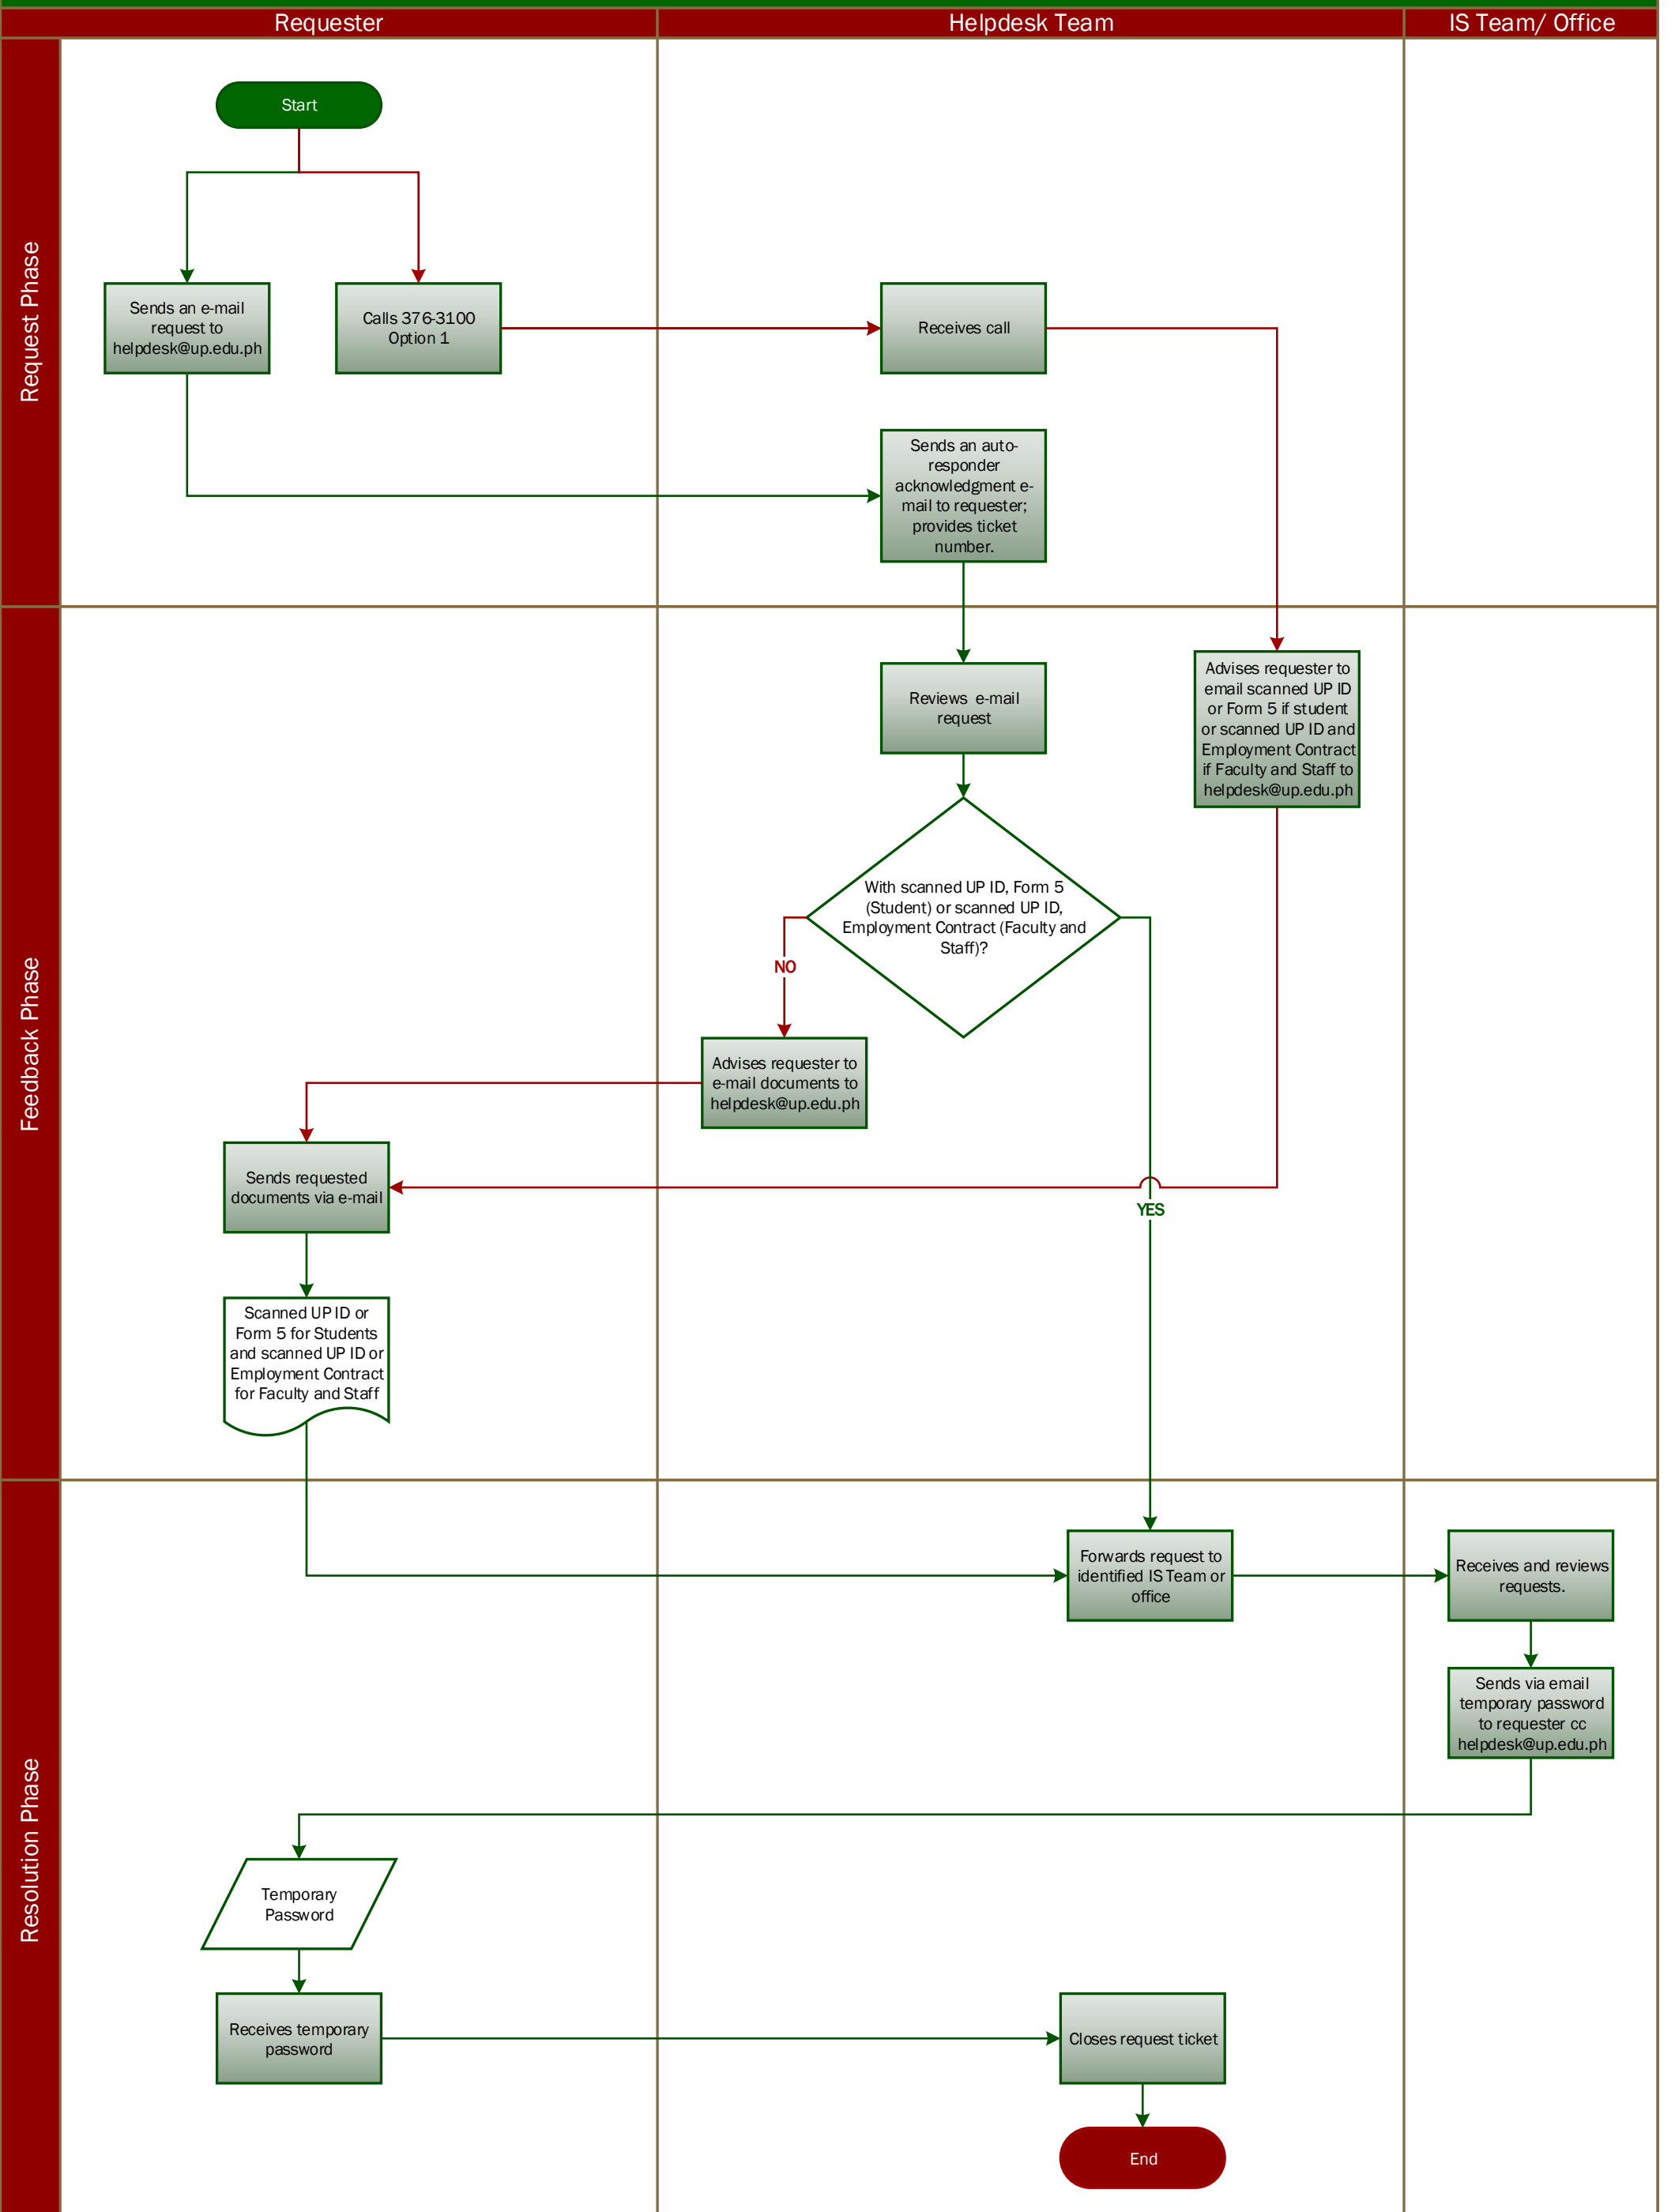 Requester
Helpdesk Team
IS Team/ Office
Request Phase
Start
Sends an e-mail
request to
helpdesk@up.edu.ph
Calls 376-3100
Option 1
Receives call
Sends an auto-
responder
acknowledgment e-
mail to requester;
provides ticket
number.
Feedback Phase
Reviews e-mail
request
Advises requester to
email scanned UP ID
or Form 5 if student
or scanned UP ID and
Employment Contract
if Faculty and Staff to
helpdesk@up.edu.ph
With scanned UP ID, Form 5
(Student) or scanned UP ID,
Employment Contract (Faculty and
Staff)?
NO
Advises requester to
e-mail documents to
helpdesk@up.edu.ph
Sends requested
documents via e-mail
YES
Scanned UP ID or
Form 5 for Students
and scanned UP ID or
Employment Contract
for Faculty and Staff
Resolution Phase
Forwards request to
identified IS Team or
office
Receives and reviews
requests.
Sends via email
temporary password
to requester cc
helpdesk@up.edu.ph
Temporary
Password
Receives temporary
password
Closes request ticket
End